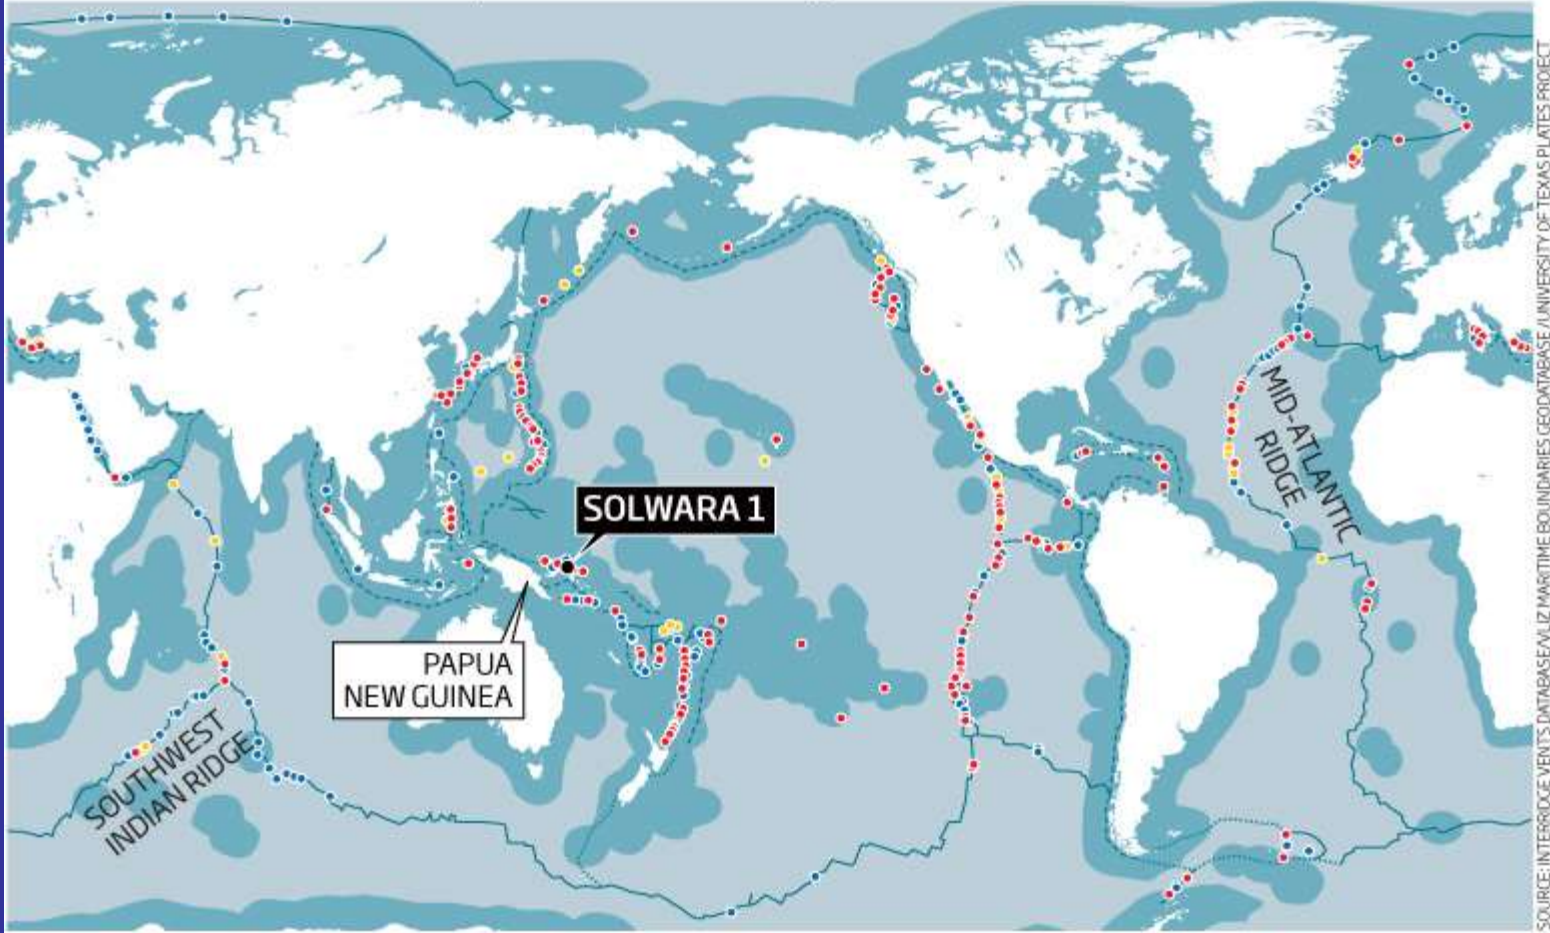 SOLWARA 1
PAPUA
NEW GUINEA
MID-ATLANTIC
RIDGE
SOUTHWEST
INDIAN RIDGE
SOURCE: INTERRIDGE VENTS DATABASE/VLIZ MARITIME BOUNDARIES GEODATABASE/UNIVERSITY OF TEXAS PLATES PROJECT